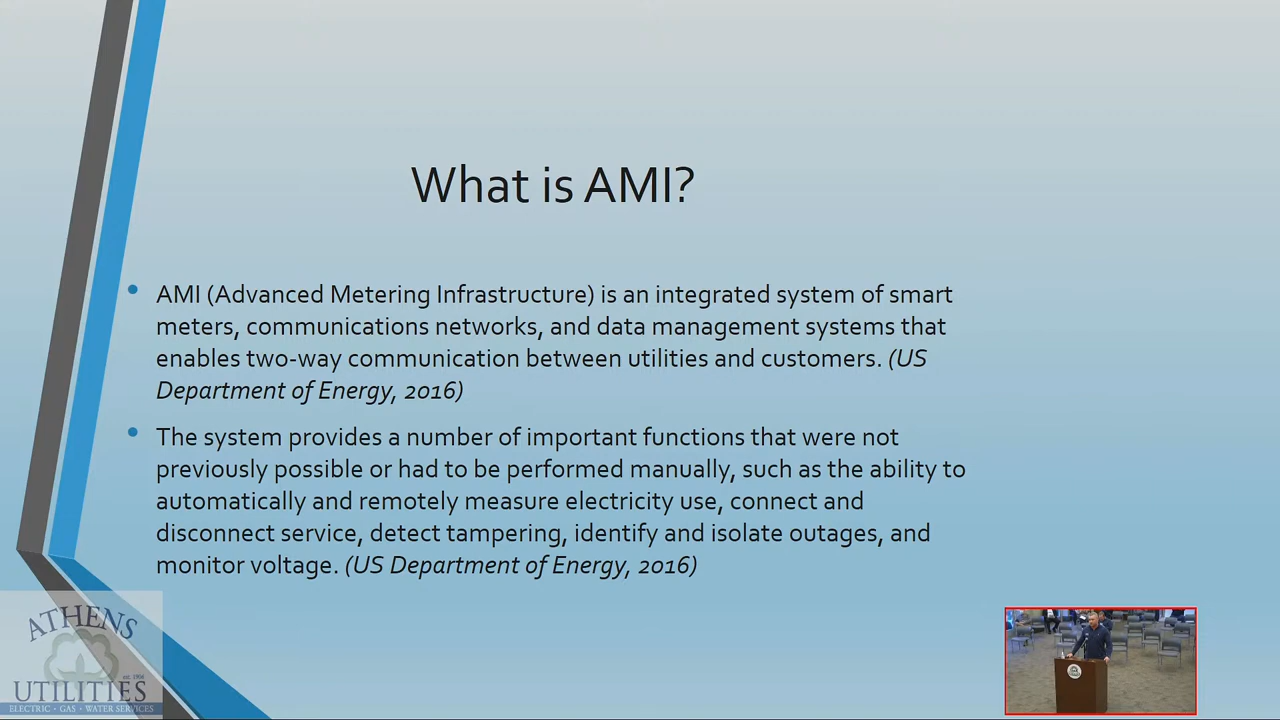 What is AMI?
• AMI (Advanced Metering Infrastructure) is an integrated system of smart
meters, communications networks, and data management systems that
enables two-way communication between utilities and customers. (US
Department of Energy, 2016)
• The system provides a number of important functions that were not
previously possible or had to be performed manually, such as the ability to
automatically and remotely measure electricity use, connect and
disconnect service, detect tampering, identify and isolate outages, and
monitor voltage. (US Department of Energy, 2016)
ATHENS
est. 1904
UTILITIES
ELECTRIC • GAS • WATER SERVICES